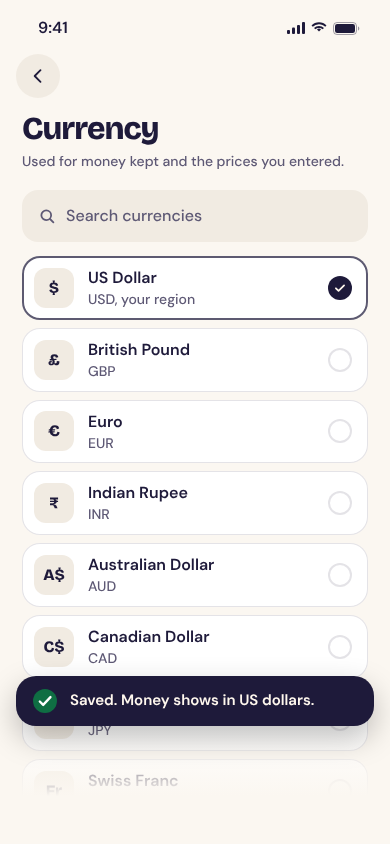 9:41
Currency
Used for money kept and the prices you entered.
Search currencies
$
US Dollar
USD, your region
£
British Pound
GBP
€
Euro
EUR
₹
Indian Rupee
INR
A$
Australian Dollar
AUD
C$
Canadian Dollar
CAD
Saved. Money shows in US dollars.
JPY
Fr
Swiss Franc